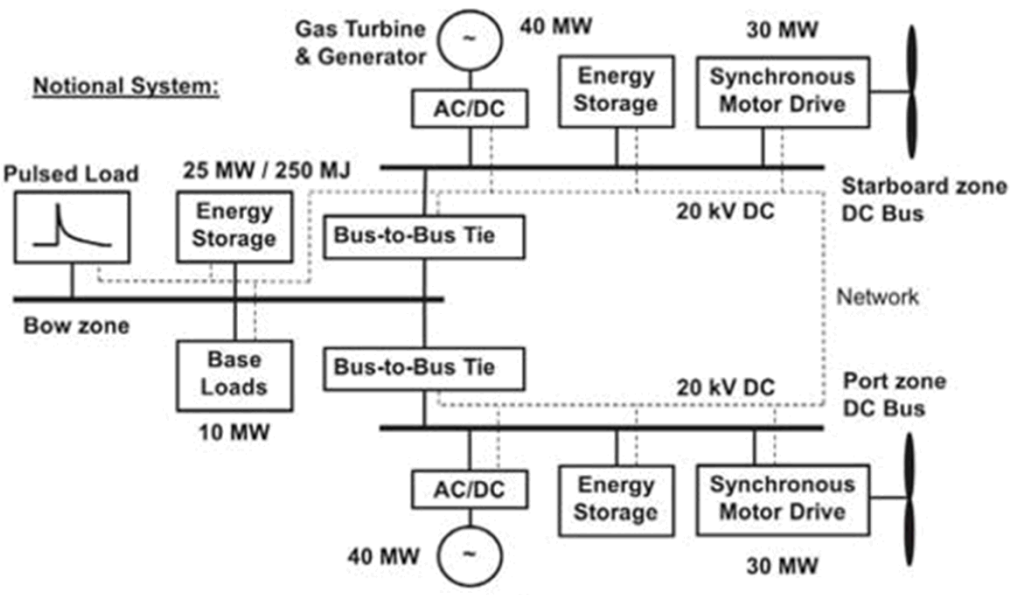 Gas Turbine
& Generator
40 MW
30 MW
Notional System:
Energy
Storage
Synchronous
Motor Drive
AC/DC
Pulsed Load
25 MW / 250 MJ
Energy
Storage
Bus-to-Bus Tie
20 kV DC
Starboard zone
DC Bus
Network
Bow zone
Base
Loads
10 MW
Bus-to-Bus Tie
20 kV DC
Port zone
DC Bus
AC/DC
Energy
Storage
Synchronous
Motor Drive
40 MW
30 MW
~
~